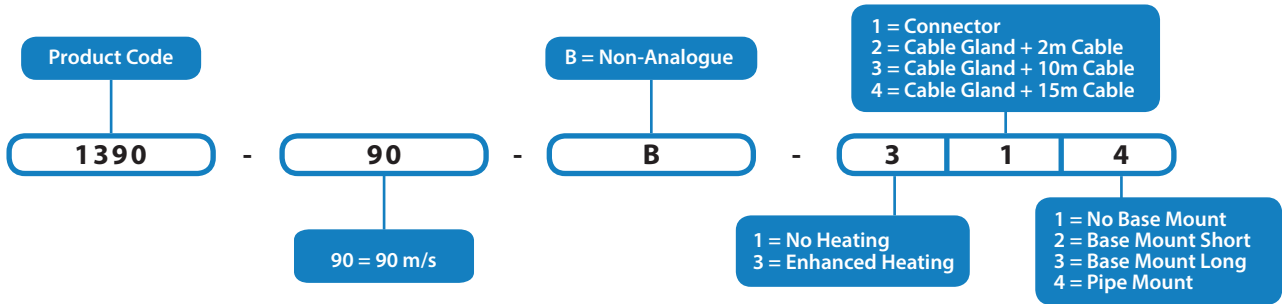 Product Code
B = Non-Analogue
1 = Connector
2 = Cable Gland + 2m Cable
3 = Cable Gland + 10m Cable
4 = Cable Gland + 15m Cable
1390 - 90 - B - 3 1 4
90 = 90 m/s
1 = No Heating
3 = Enhanced Heating
1 = No Base Mount
2 = Base Mount Short
3 = Base Mount Long
4 = Pipe Mount